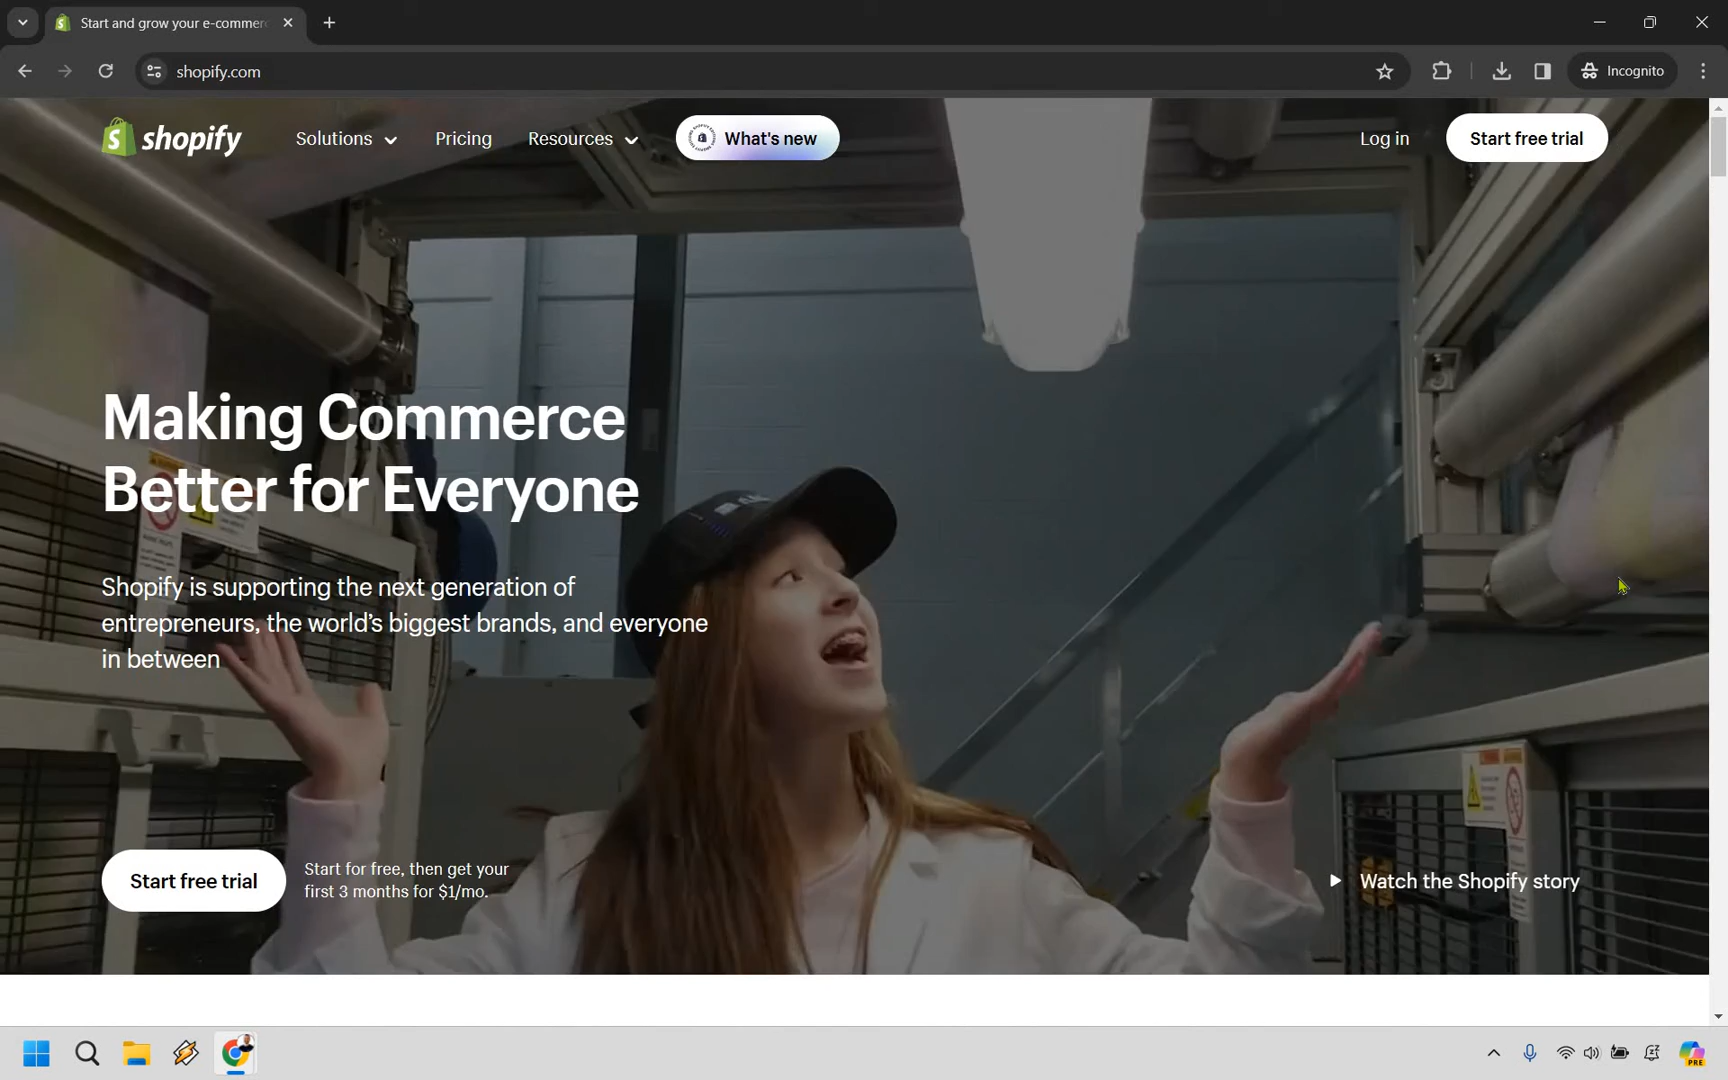 Start and grow your e-commer
shopify.com
Incognito
shopify
Solutions
Pricing
Resources
What's new
Log in
Start free trial
Making Commerce
Better for Everyone
Shopify is supporting the next generation of
entrepreneurs, the world’s biggest brands, and everyone
in between
Start free trial
Start for free, then get your
first 3 months for $1/mo.
Watch the Shopify story
PRE